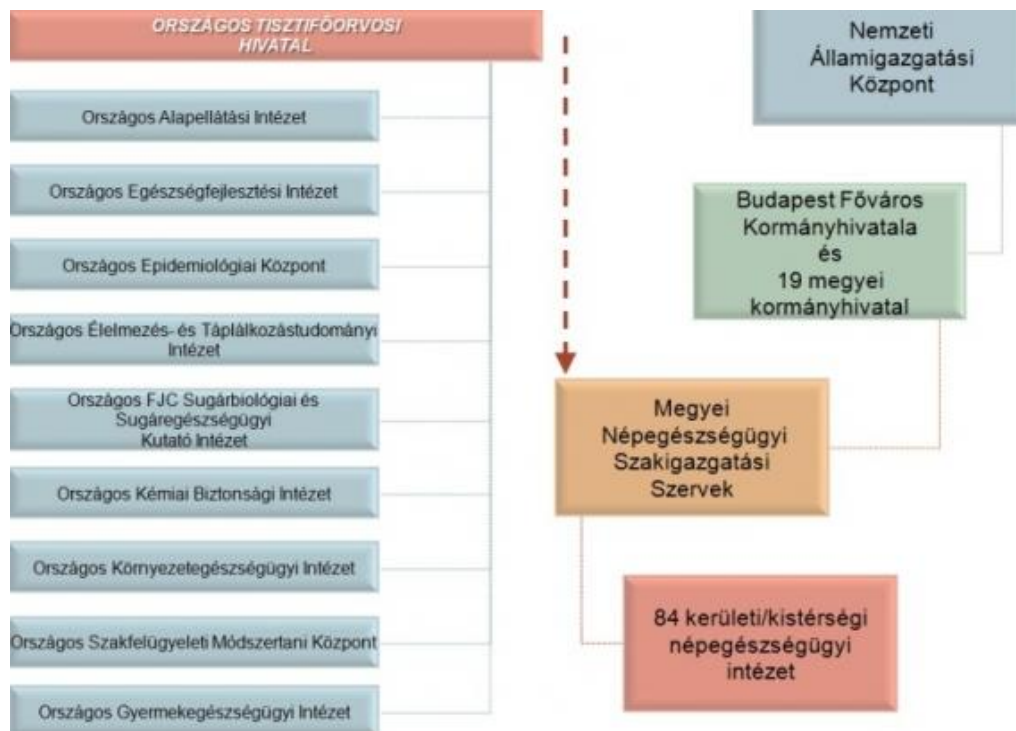 ORSZÁGOS TISZTIFŐORVOSI
HIVATAL
Országos Alapellátási Intézet
Országos Egészségfejlesztési Intézet
Országos Epidemiológiai Központ
Országos Élelmezés- és Táplálkozástudományi
Intézet
Országos FJC Sugárbiológiai és
Sugáregészségügyi
Kutató Intézet
Országos Kémiai Biztonsági Intézet
Országos Környezetegészségügyi Intézet
Országos Szakfelügyeleti Módszertani Központ
Országos Gyermekegészségügyi Intézet
Nemzeti
Államigazgatási
Központ
Budapest Főváros
Kormányhivatala
és
19 megyei
kormányhivatal
Megyei
Népegészségügyi
Szakigazgatási
Szervek
84 kerületi/kistérségi
népegészségügyi
intézet